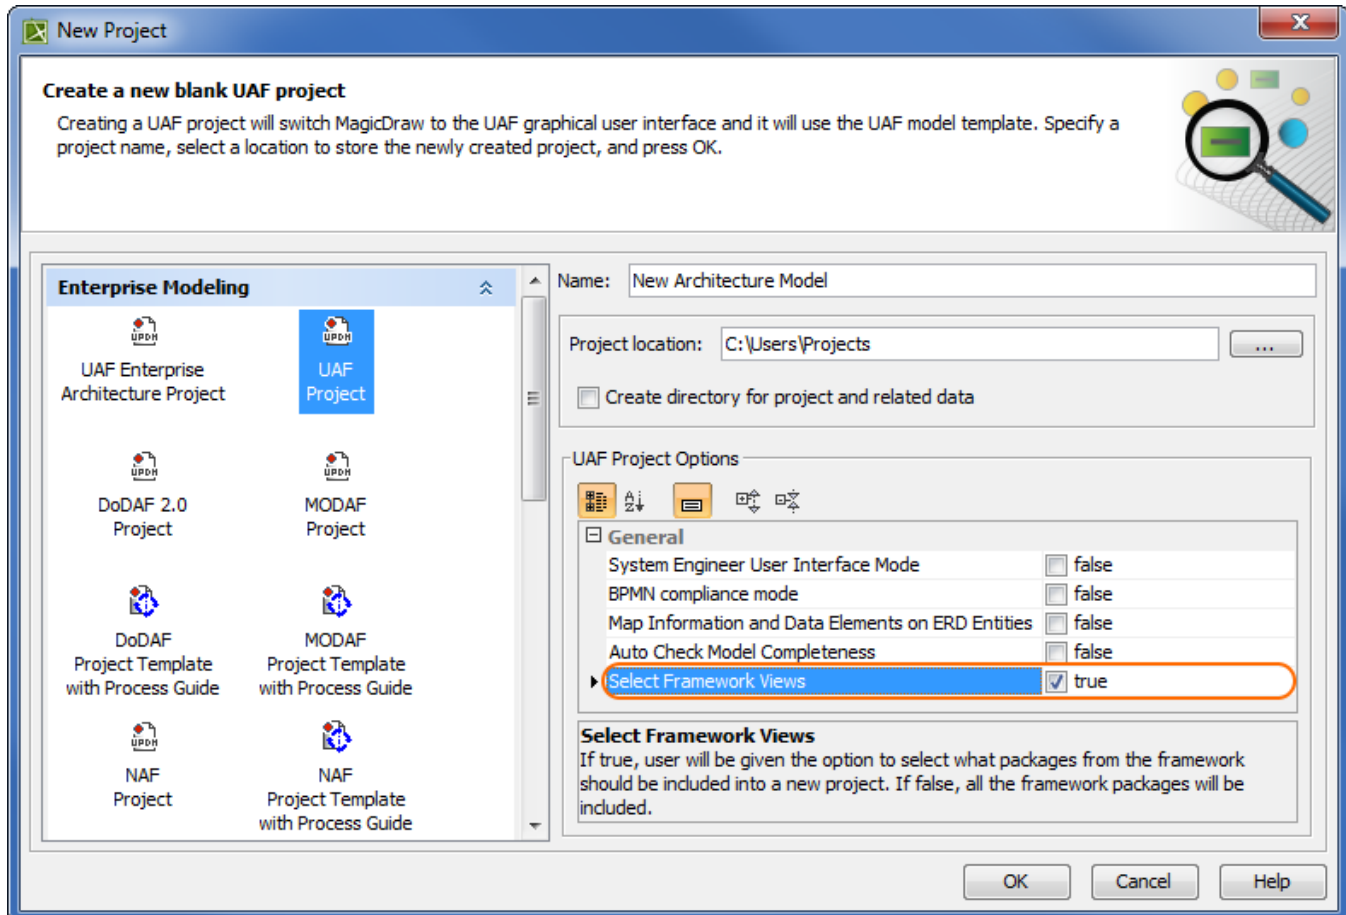 New Project
Create a new blank UAF project
Creating a UAF project will switch MagicDraw to the UAF graphical user interface and it will use the UAF model template. Specify a
project name, select a location to store the newly created project, and press OK.
Enterprise Modeling
UPDM
UPDM
UAF Enterprise
Architecture Project
UAF
Project
UPDM
UPDM
DoDAF 2.0
Project
MODAF
Project
DoDAF
Project Template
with Process Guide
MODAF
Project Template
with Process Guide
UPDM
NAF
Project
NAF
Project Template
with Process Guide
Name: New Architecture Model
Project location: C:\Users\Projects ...
Create directory for project and related data
UAF Project Options
A
Z
General
System Engineer User Interface Mode false
BPMN compliance mode false
Map Information and Data Elements on ERD Entities false
Auto Check Model Completeness false
Select Framework Views true
Select Framework Views
If true, user will be given the option to select what packages from the framework
should be included into a new project. If false, all the framework packages will be
included.
OK Cancel Help